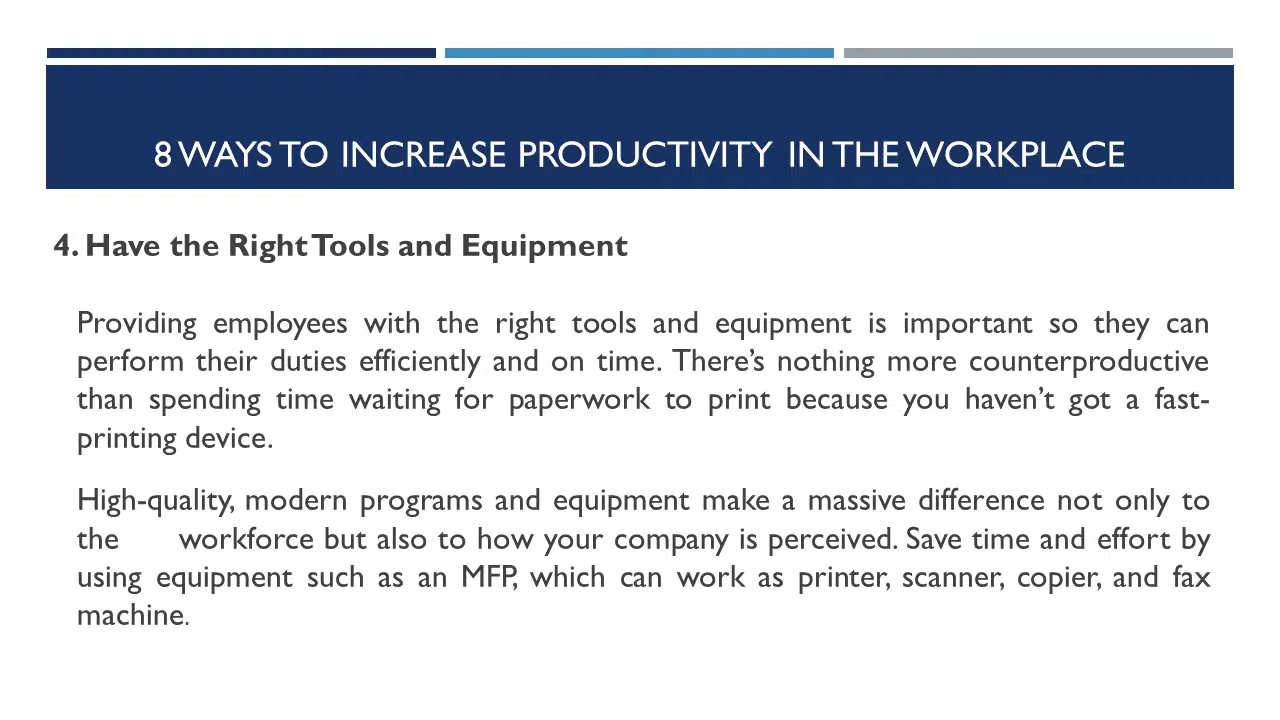 8 WAYS TO INCREASE PRODUCTIVITY IN THE WORKPLACE
4. Have the Right Tools and Equipment
Providing employees with the right tools and equipment is important so they can
perform their duties efficiently and on time. There’s nothing more counterproductive
than spending time waiting for paperwork to print because you haven’t got a fast-
printing device.
High-quality, modern programs and equipment make a massive difference not only to
the workforce but also to how your company is perceived. Save time and effort by
using equipment such as an MFP, which can work as printer, scanner, copier, and fax
machine.